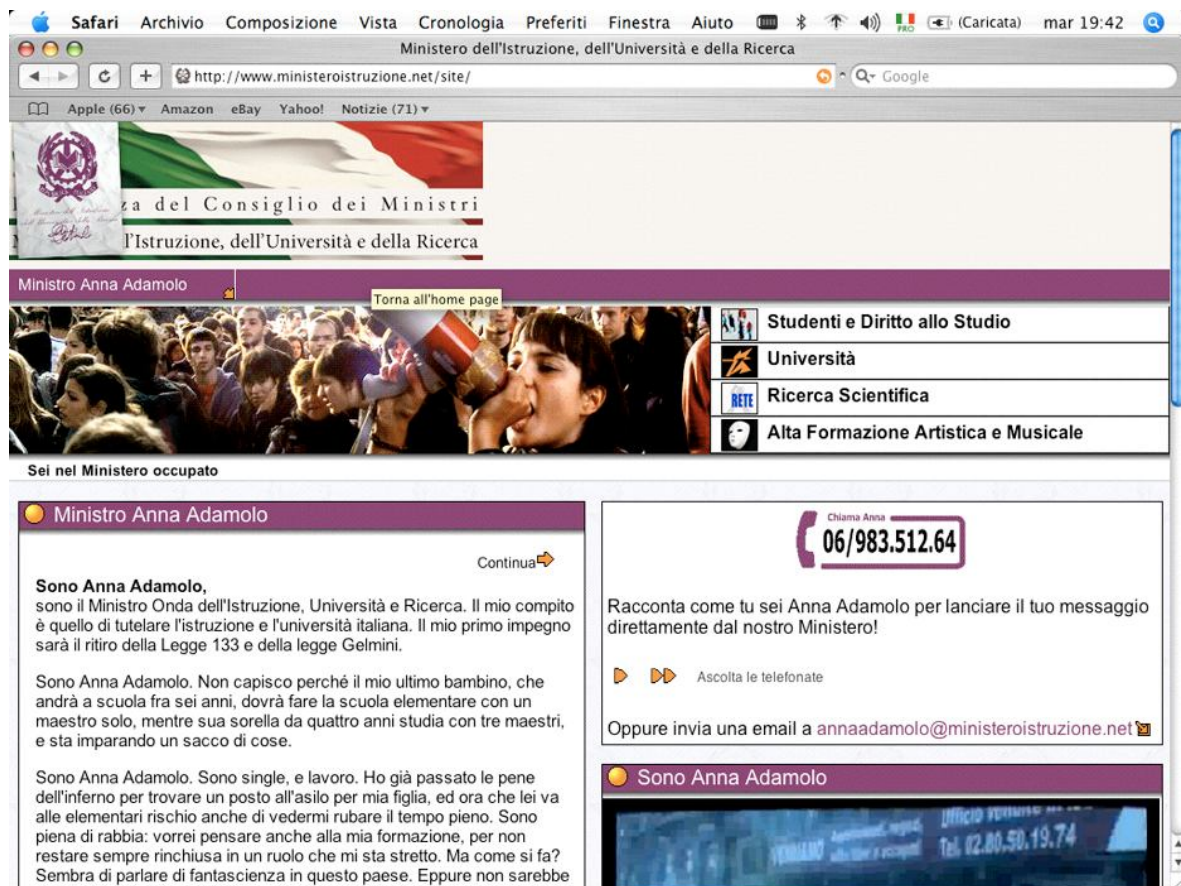 Safari Archivio Composizione Vista Cronologia Preferiti Finestra Aiuto PRO (Caricata) mar 19:42
Ministero dell'Istruzione, dell'Università e della Ricerca
http://www.ministeroistruzione.net/site/
Google
Apple (66) Amazon eBay Yahoo! Notizie (71)
del Consiglio dei Ministri
l'Istruzione, dell'Università e della Ricerca
Ministro Anna Adamolo
Torna all'home page
Studenti e Diritto allo Studio
Università
RETE Ricerca Scientifica
Alta Formazione Artistica e Musicale
Sei nel Ministero occupato
Ministro Anna Adamolo
Continua
Sono Anna Adamolo,
sono il Ministro Onda dell'Istruzione, Università e Ricerca. Il mio compito
è quello di tutelare l'istruzione e l'università italiana. Il mio primo impegno
sarà il ritiro della Legge 133 e della legge Gelmini.
Sono Anna Adamolo. Non capisco perché il mio ultimo bambino, che
andrà a scuola fra sei anni, dovrà fare la scuola elementare con un
maestro solo, mentre sua sorella da quattro anni studia con tre maestri,
e sta imparando un sacco di cose.
Sono Anna Adamolo. Sono single, e lavoro. Ho già passato le pene
dell'inferno per trovare un posto all'asilo per mia figlia, ed ora che lei va
alle elementari rischio anche di vedermi rubare il tempo pieno. Sono
piena di rabbia: vorrei pensare anche alla mia formazione, per non
restare sempre rinchiusa in un ruolo che mi sta stretto. Ma come si fa?
Sembra di parlare di fantascienza in questo paese. Eppure non sarebbe
Chiama Anna
06/983.512.64
Racconta come tu sei Anna Adamolo per lanciare il tuo messaggio
direttamente dal nostro Ministero!
Ascolta le telefonate
Oppure invia una email a annaadamolo@ministeroistruzione.net
Sono Anna Adamolo
Ufficio vendite
Tel. 02.80.50.19.74